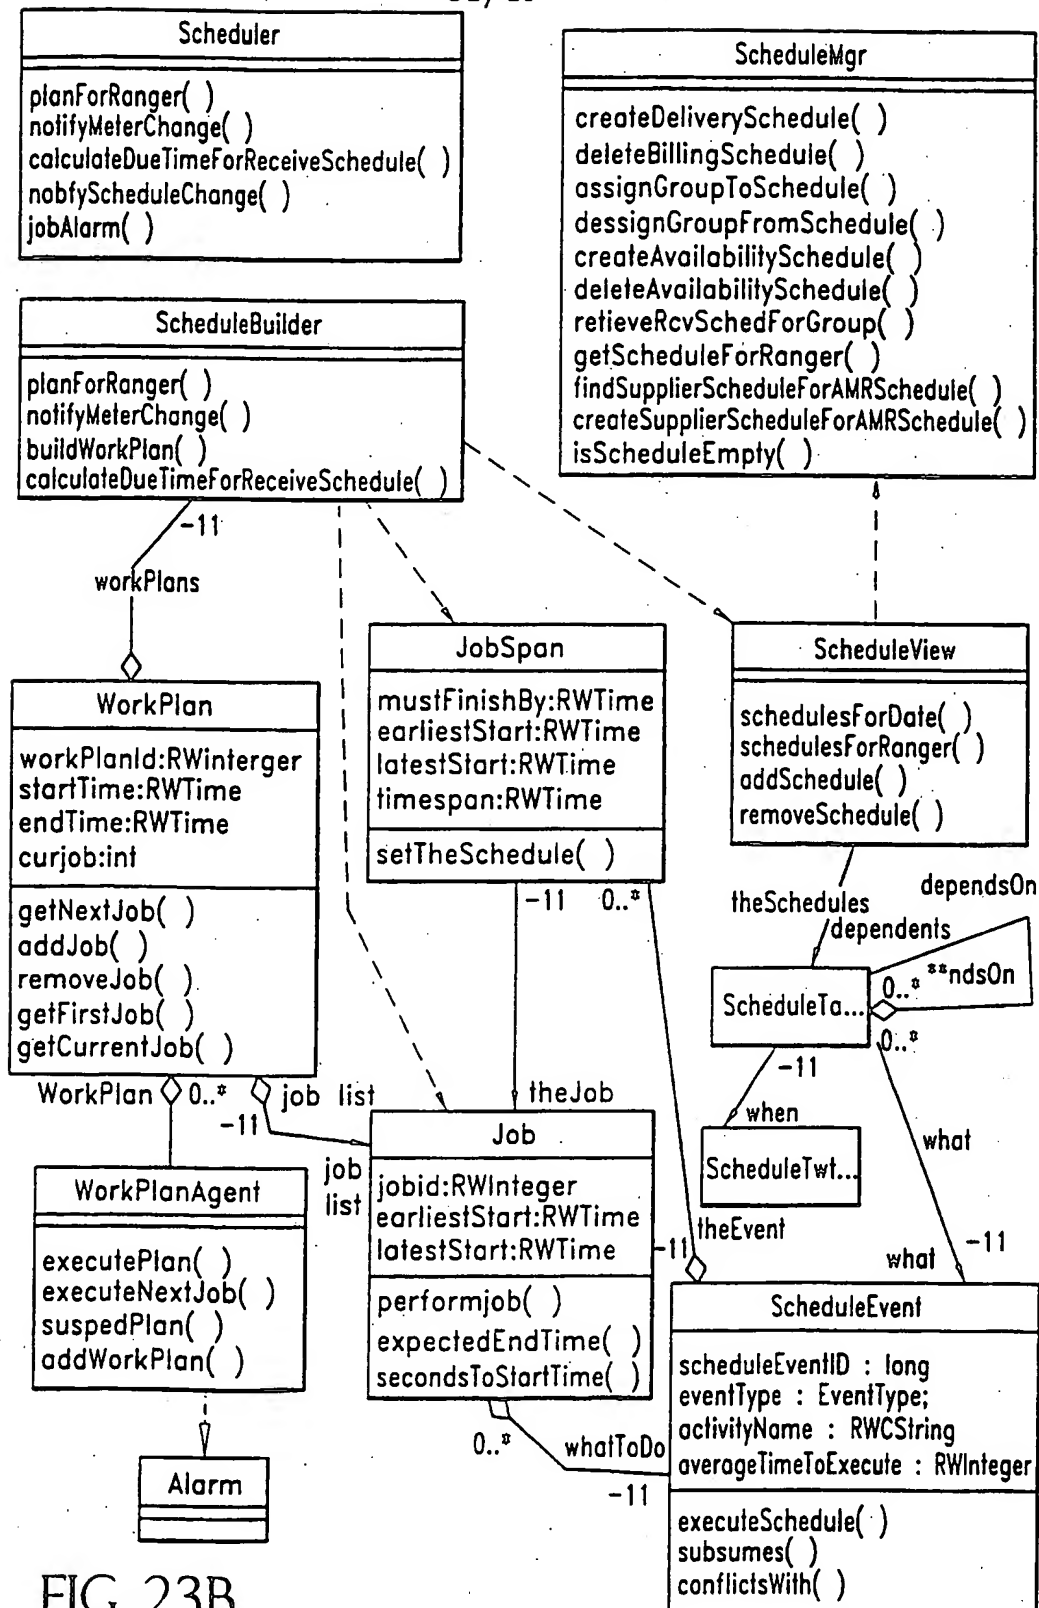 Scheduler
planForRanger( )
notifyMeterChange( )
calculateDueTimeForReceiveSchedule( )
nobfyScheduleChange( )
jobAlarm( )
ScheduleMgr
createDeliverySchedule( )
deleteBillingSchedule( )
assignGroupToSchedule( )
dessignGroupFromSchedule( )
createAvailabilitySchedule( )
deleteAvailabilitySchedule( )
retieveRcvSchedForGroup( )
getScheduleForRanger( )
findSupplierScheduleForAMRSchedule( )
createSupplierScheduleForAMRSchedule( )
isScheduleEmpty( )
ScheduleBuilder
planForRanger( )
notifyMeterChange( )
buildWorkPlan( )
calculateDueTimeForReceiveSchedule( )
-11
workPlans
WorkPlan
workPlanId:RWinterger
startTime:RWTime
endTime:RWTime
curjob:int
getNextJob( )
addJob( )
removeJob( )
getFirstJob( )
getCurrentJob( )
JobSpan
mustFinishBy:RWTime
earliestStart:RWTime
latestStart:RWTime
timespan:RWTime
setTheSchedule( )
-11 0..*
ScheduleView
schedulesForDate( )
schedulesForRanger( )
addSchedule( )
removeSchedule( )
theSchedules
dependsOn
dependents
ScheduleTa...
0..* **ndsOn
0..*
-11
when
ScheduleTwt...
what
what
-11
WorkPlan 0..* job list
-11
job
list
theJob
WorkPlanAgent
executePlan( )
executeNextJob( )
suspedPlan( )
addWorkPlan( )
Alarm
Job
jobid:RWInteger
earliestStart:RWTime
latestStart:RWTime
performjob( )
expectedEndTime( )
secondsToStartTime( )
-11
theEvent
0..*
whatToDo
-11
ScheduleEvent
scheduleEventID : long
eventType : EventType;
activityName : RWCString
averageTimeToExecute : RWInteger
executeSchedule( )
subsumes( )
conflictsWith( )
FIG. 23B